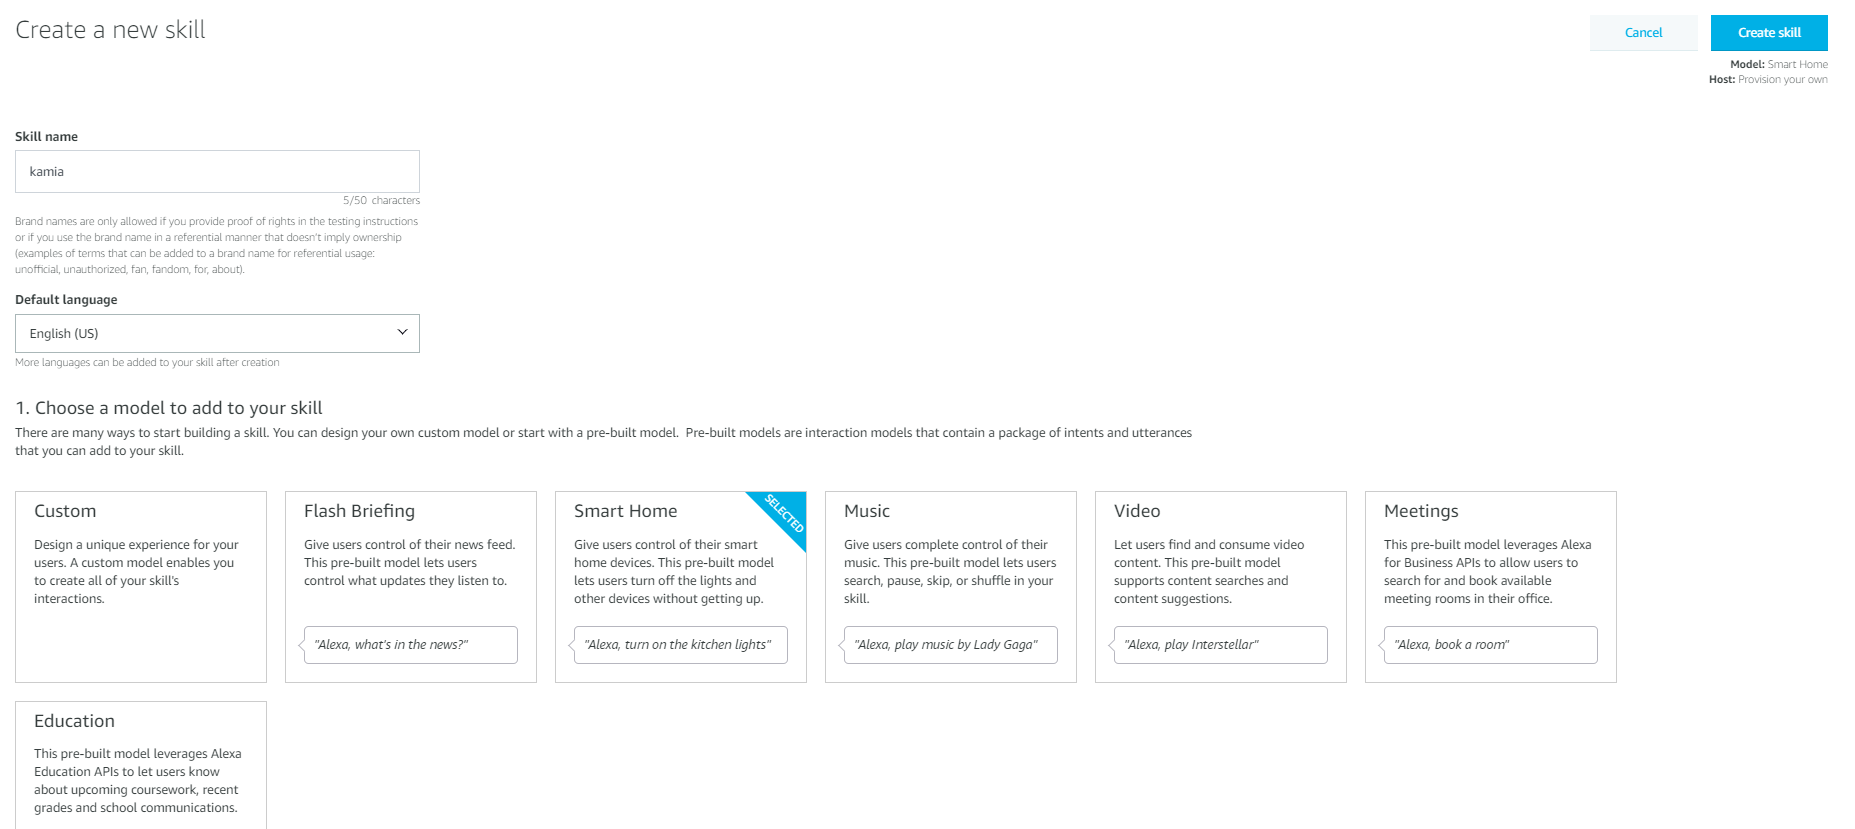 Create a new skill
Cancel
Create skill
Model: Smart Home
Host: Provision your own
Skill name
kamia
5/50 characters
Brand names are only allowed if you provide proof of rights in the testing instructions
or if you use the brand name in a referential manner that doesn't imply ownership
(examples of terms that can be added to a brand name for referential usage:
unofficial, unauthorized, fan, fandom, for, about).
Default language
English (US)
More languages can be added to your skill after creation
1. Choose a model to add to your skill
There are many ways to start building a skill. You can design your own custom model or start with a pre-built model. Pre-built models are interaction models that contain a package of intents and utterances
that you can add to your skill.
Custom
Design a unique experience for your
users. A custom model enables you
to create all of your skill's
interactions.
Flash Briefing
Give users control of their news feed.
This pre-built model lets users
control what updates they listen to.
"Alexa, what's in the news?"
Smart Home
SELECTED
Give users control of their smart
home devices. This pre-built model
lets users turn off the lights and
other devices without getting up.
"Alexa, turn on the kitchen lights"
Music
Give users complete control of their
music. This pre-built model lets users
search, pause, skip, or shuffle in your
skill.
"Alexa, play music by Lady Gaga"
Video
Let users find and consume video
content. This pre-built model
supports content searches and
content suggestions.
"Alexa, play Interstellar"
Meetings
This pre-built model leverages Alexa
for Business APIs to allow users to
search for and book available
meeting rooms in their office.
"Alexa, book a room"
Education
This pre-built model leverages Alexa
Education APIs to let users know
about upcoming coursework, recent
grades and school communications.